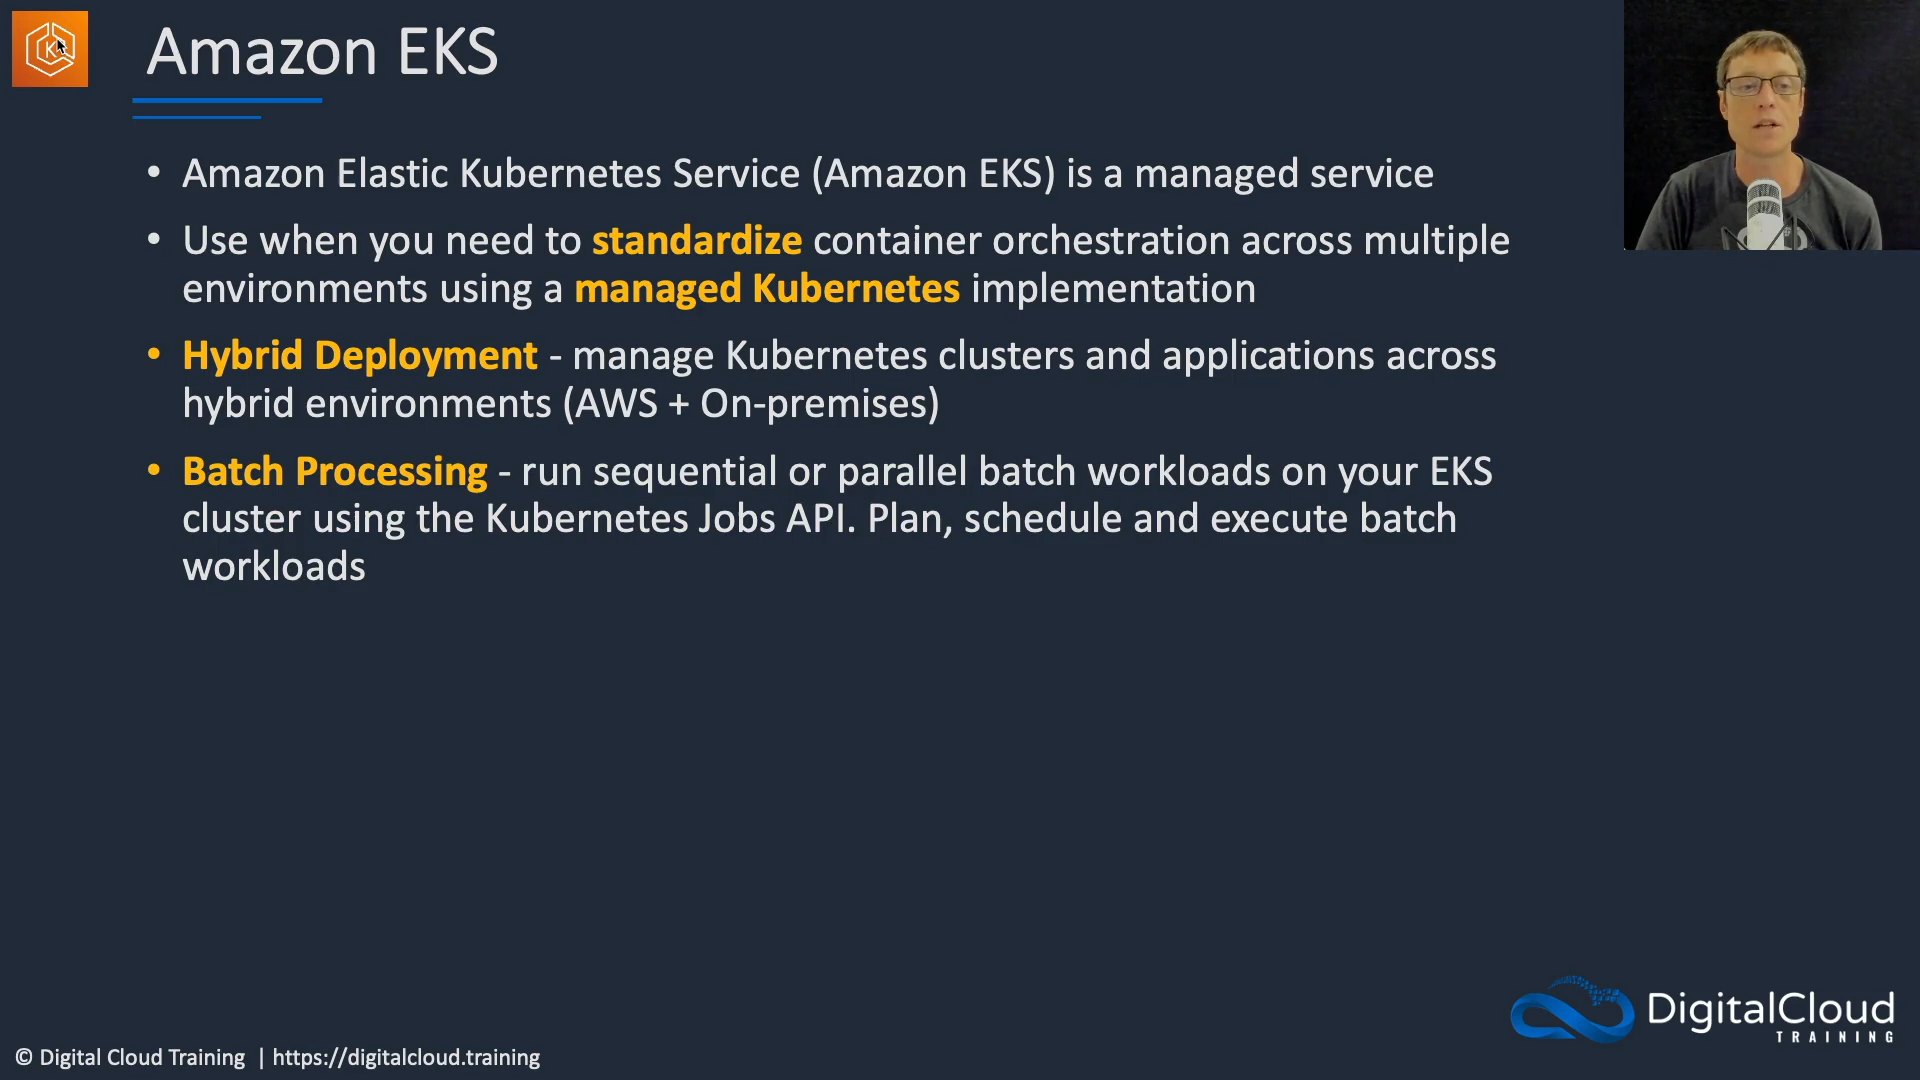 Amazon EKS
• Amazon Elastic Kubernetes Service (Amazon EKS) is a managed service
• Use when you need to standardize container orchestration across multiple
environments using a managed Kubernetes implementation
• Hybrid Deployment - manage Kubernetes clusters and applications across
hybrid environments (AWS + On-premises)
• Batch Processing - run sequential or parallel batch workloads on your EKS
cluster using the Kubernetes Jobs API. Plan, schedule and execute batch
workloads
DigitalCloud
TRAINING
© Digital Cloud Training | https://digitalcloud.training